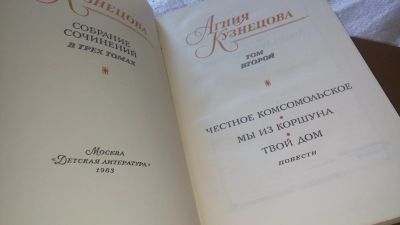 КУЗНЕЦОВА
СОБРАНИЕ
СОЧИНЕНИЙ
В ТРЕХ ТОМАХ
МОСКВА
«ДЕТСКАЯ ЛИТЕРАТУРА»
1983
АГНИЯ
КУЗНЕЦОВА
ТОМ
ВТОРОЙ
ЧЕСТНОЕ КОМСОМОЛЬСКОЕ
МЫ ИЗ КОРШУНА
ТВОЙ ДОМ
ПОВЕСТИ